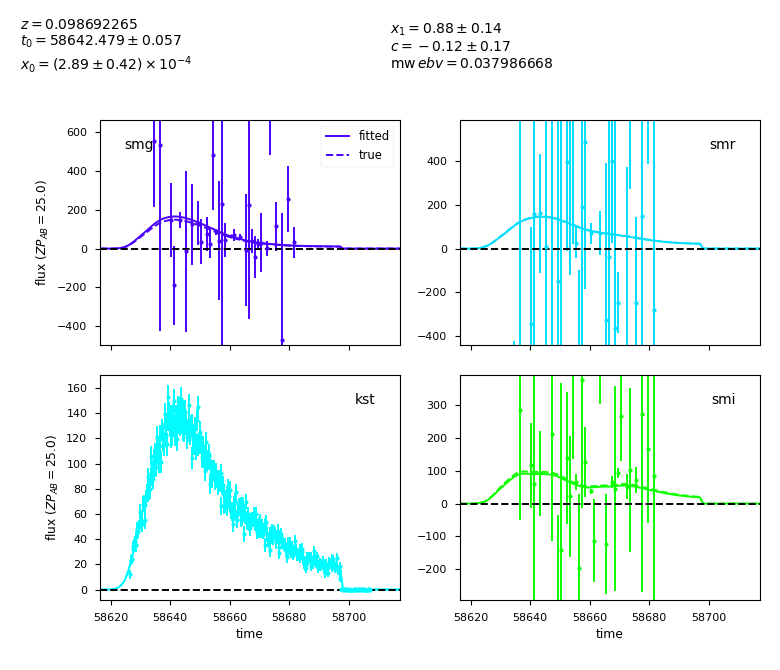 z = 0.098692265
t₀ = 58642.479 ± 0.057
x₀ = (2.89 ± 0.42) × 10⁻⁴
x₁ = 0.88 ± 0.14
c = −0.12 ± 0.17
mw ebv = 0.037986668
600
400
200
0
−200
−400
flux (ZP_AB = 25.0)
smg
fitted
true
400
200
0
−200
−400
smr
160
140
120
100
80
60
40
20
0
flux (ZP_AB = 25.0)
kst
58620 58640 58660 58680 58700
time
300
200
100
0
−100
−200
smi
58620 58640 58660 58680 58700
time